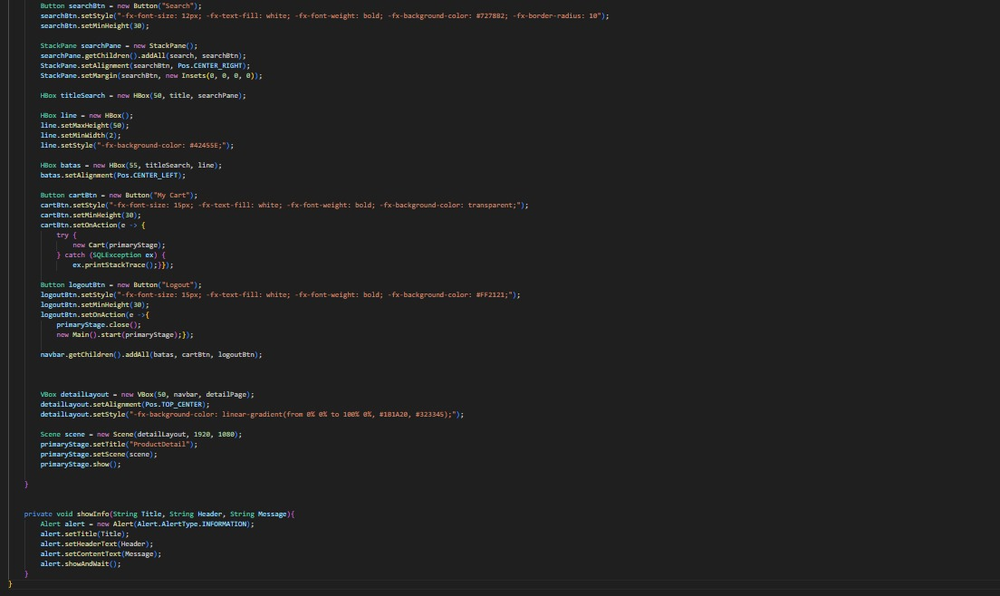 Button searchBtn = new Button("Search");
searchBtn.setStyle("-fx-font-size: 12px; -fx-text-fill: white; -fx-font-weight: bold; -fx-background-color: #7278B2; -fx-border-radius: 10");
searchBtn.setMinHeight(30);
StackPane searchPane = new StackPane();
searchPane.getChildren().addAll(search, searchBtn);
StackPane.setAlignment(searchBtn, Pos.CENTER_RIGHT);
StackPane.setMargin(searchBtn, new Insets(0, 0, 0, 0));
HBox titleSearch = new HBox(50, title, searchPane);
HBox line = new HBox();
line.setMaxHeight(50);
line.setMinWidth(2);
line.setStyle("-fx-background-color: #42455E;");
HBox batas = new HBox(55, titleSearch, line);
batas.setAlignment(Pos.CENTER_LEFT);
Button cartBtn = new Button("My Cart");
cartBtn.setStyle("-fx-font-size: 15px; -fx-text-fill: white; -fx-font-weight: bold; -fx-background-color: transparent;");
cartBtn.setMinHeight(30);
cartBtn.setOnAction(e -> {
try {
new Cart(primaryStage);
} catch (SQLException ex) {
ex.printStackTrace();}});
Button logoutBtn = new Button("Logout");
logoutBtn.setStyle("-fx-font-size: 15px; -fx-text-fill: white; -fx-font-weight: bold; -fx-background-color: #FF2121;");
logoutBtn.setMinHeight(30);
logoutBtn.setOnAction(e ->{
primaryStage.close();
new Main().start(primaryStage);});
navbar.getChildren().addAll(batas, cartBtn, logoutBtn);
VBox detailLayout = new VBox(50, navbar, detailPage);
detailLayout.setAlignment(Pos.TOP_CENTER);
detailLayout.setStyle("-fx-background-color: linear-gradient(from 0% 0% to 100% 0%, #1B1A20, #323345);");
Scene scene = new Scene(detailLayout, 1920, 1080);
primaryStage.setTitle("ProductDetail");
primaryStage.setScene(scene);
primaryStage.show();
}
private void showInfo(String Title, String Header, String Message){
Alert alert = new Alert(Alert.AlertType.INFORMATION);
alert.setTitle(Title);
alert.setHeaderText(Header);
alert.setContentText(Message);
alert.showAndWait();
}
}